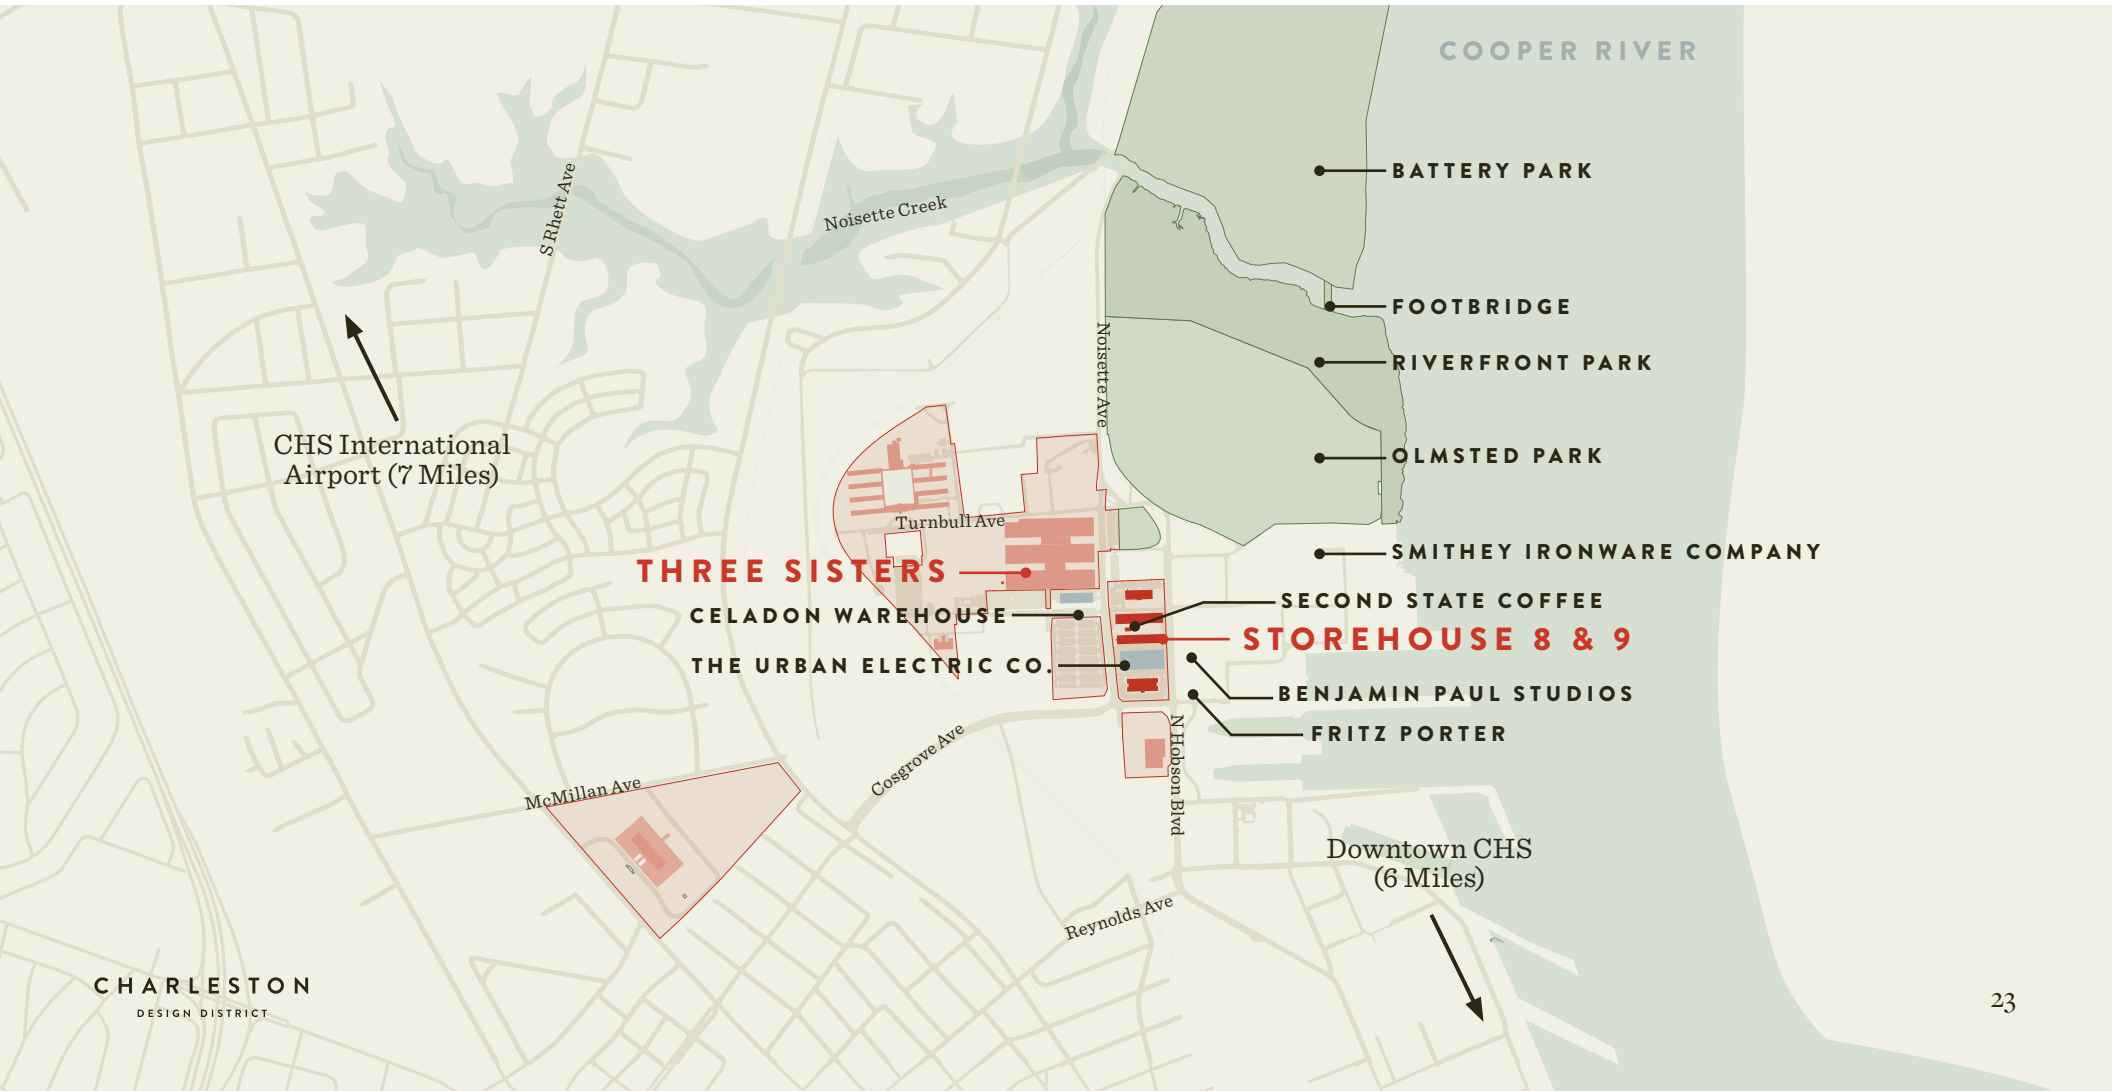 COOPER RIVER
BATTERY PARK
S Rhett Ave
Noisette Creek
FOOTBRIDGE
Noisette Ave
RIVERFRONT PARK
CHS International
Airport (7 Miles)
OLMSTED PARK
Turnbull Ave
SMITHEY IRONWARE COMPANY
THREE SISTERS
SECOND STATE COFFEE
CELADON WAREHOUSE
STOREHOUSE 8 & 9
THE URBAN ELECTRIC CO.
BENJAMIN PAUL STUDIOS
FRITZ PORTER
Cosgrove Ave
N Hobson Blvd
McMillan Ave
Downtown CHS
(6 Miles)
Reynolds Ave
CHARLESTON
DESIGN DISTRICT
23